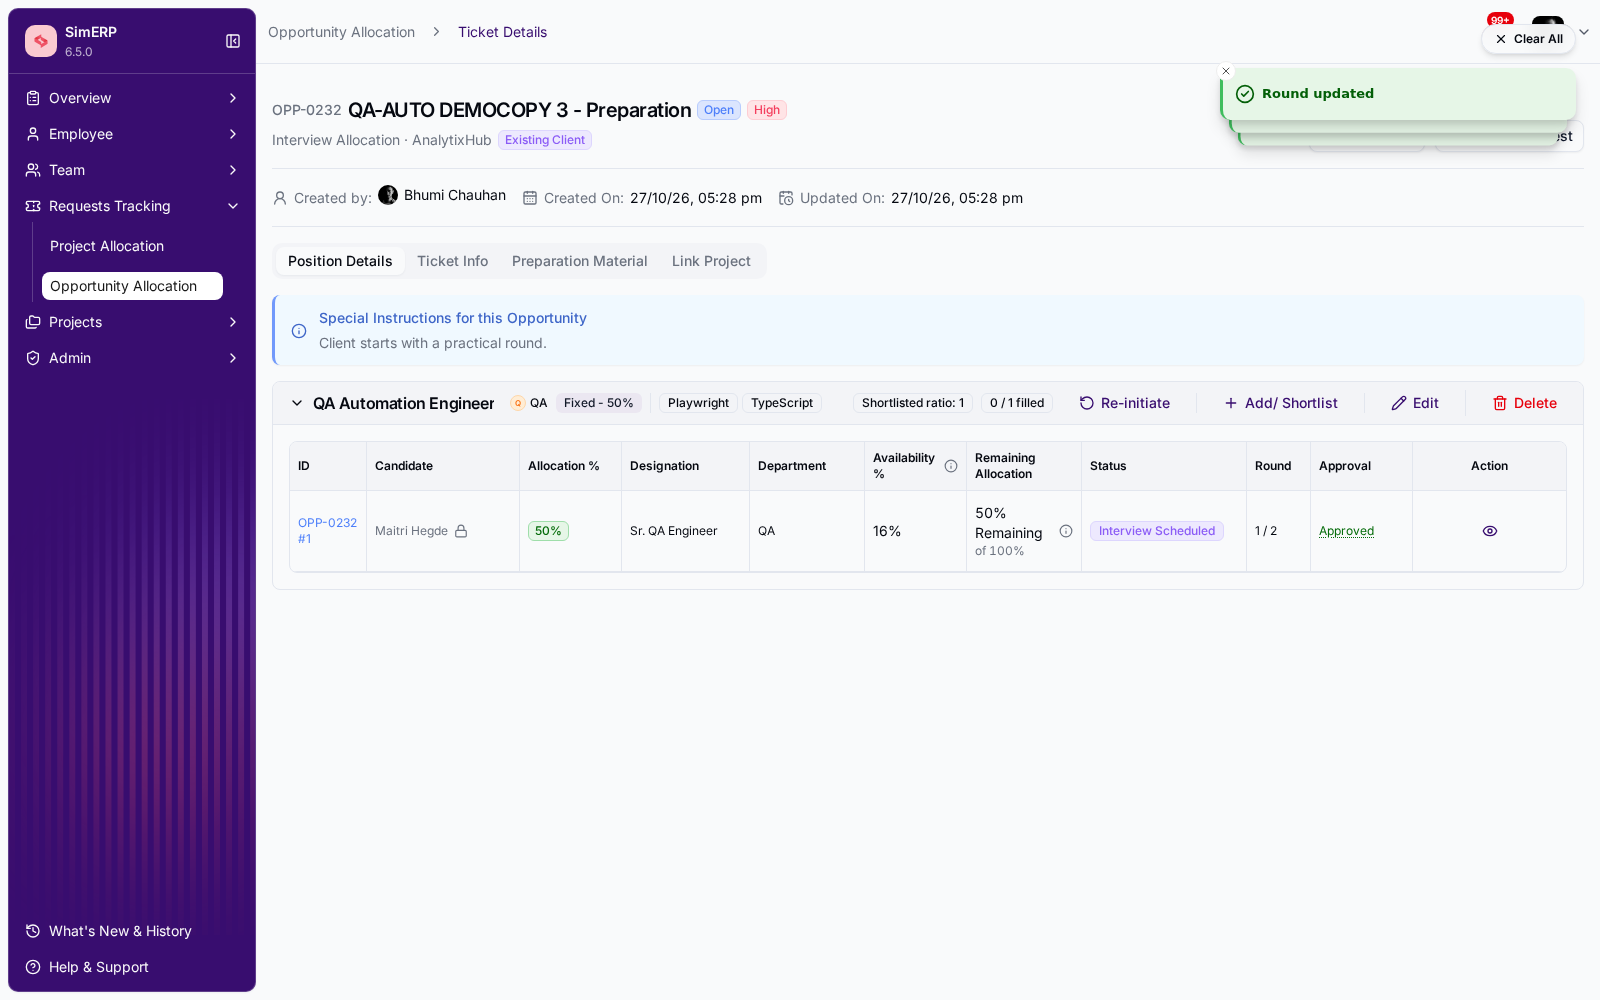 SimERP
6.5.0
Overview
Employee
Team
Requests Tracking
Project Allocation
Opportunity Allocation
Projects
Admin
What's New & History
Help & Support
Opportunity Allocation
Ticket Details
99+
Clear All
Round updated
OPP-0232 QA-AUTO DEMOCOPY 3 - Preparation Open High
Interview Allocation · AnalytixHub Existing Client
Created by: Bhumi Chauhan Created On: 27/10/26, 05:28 pm Updated On: 27/10/26, 05:28 pm
Position Details Ticket Info Preparation Material Link Project
Special Instructions for this Opportunity
Client starts with a practical round.
QA Automation Engineer Q QA Fixed - 50% Playwright TypeScript Shortlisted ratio: 1 0 / 1 filled Re-initiate Add/ Shortlist Edit Delete
ID Candidate Allocation % Designation Department Availability % Remaining Allocation Status Round Approval Action
OPP-0232 #1 Maitri Hegde 50% Sr. QA Engineer QA 16% 50% Remaining of 100% Interview Scheduled 1 / 2 Approved